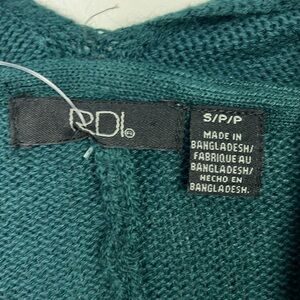 RDI
S/P/P
MADE IN
BANGLADESH/
FABRIQUE AU
BANGLADESH/
HECHO EN
BANGLADESH.